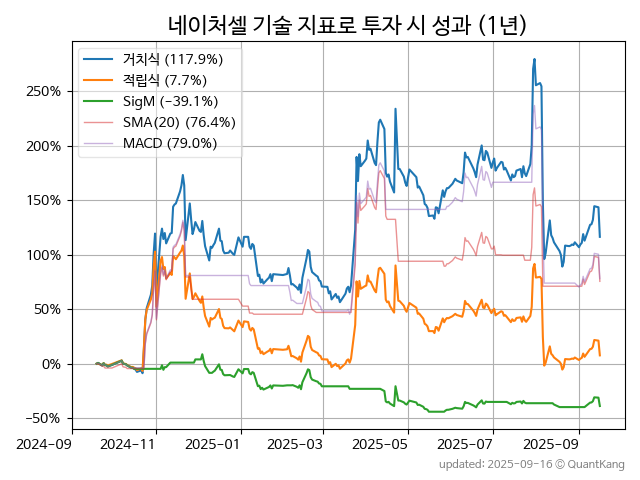 네이처셀 기술 지표로 투자 시 성과 (1년)
거치식 (117.9%)
적립식 (7.7%)
SigM (−39.1%)
SMA(20) (76.4%)
MACD (79.0%)
250%
200%
150%
100%
50%
0%
−50%
2024-09
2024-11
2025-01
2025-03
2025-05
2025-07
2025-09
updated: 2025-09-16 © QuantKang